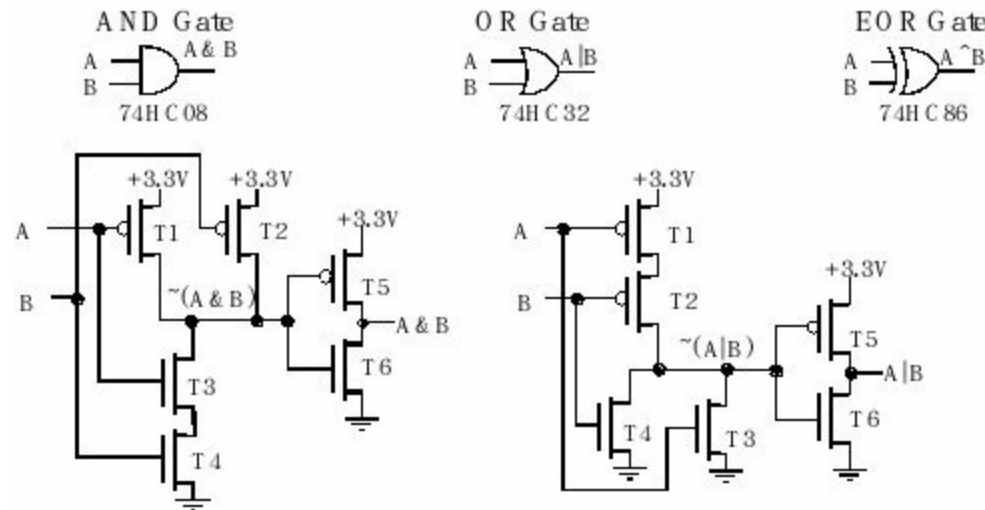 AND Gate
A
B
A & B
74HC08
OR Gate
A
B
A|B
74HC32
EOR Gate
A
B
A^B
74HC86
+3.3V
+3.3V
+3.3V
A
T1
T2
T5
B
~(A & B)
A & B
T6
T3
T4
+3.3V
A
T1
+3.3V
B
T2
T5
~(A|B)
A|B
T6
T4
T3